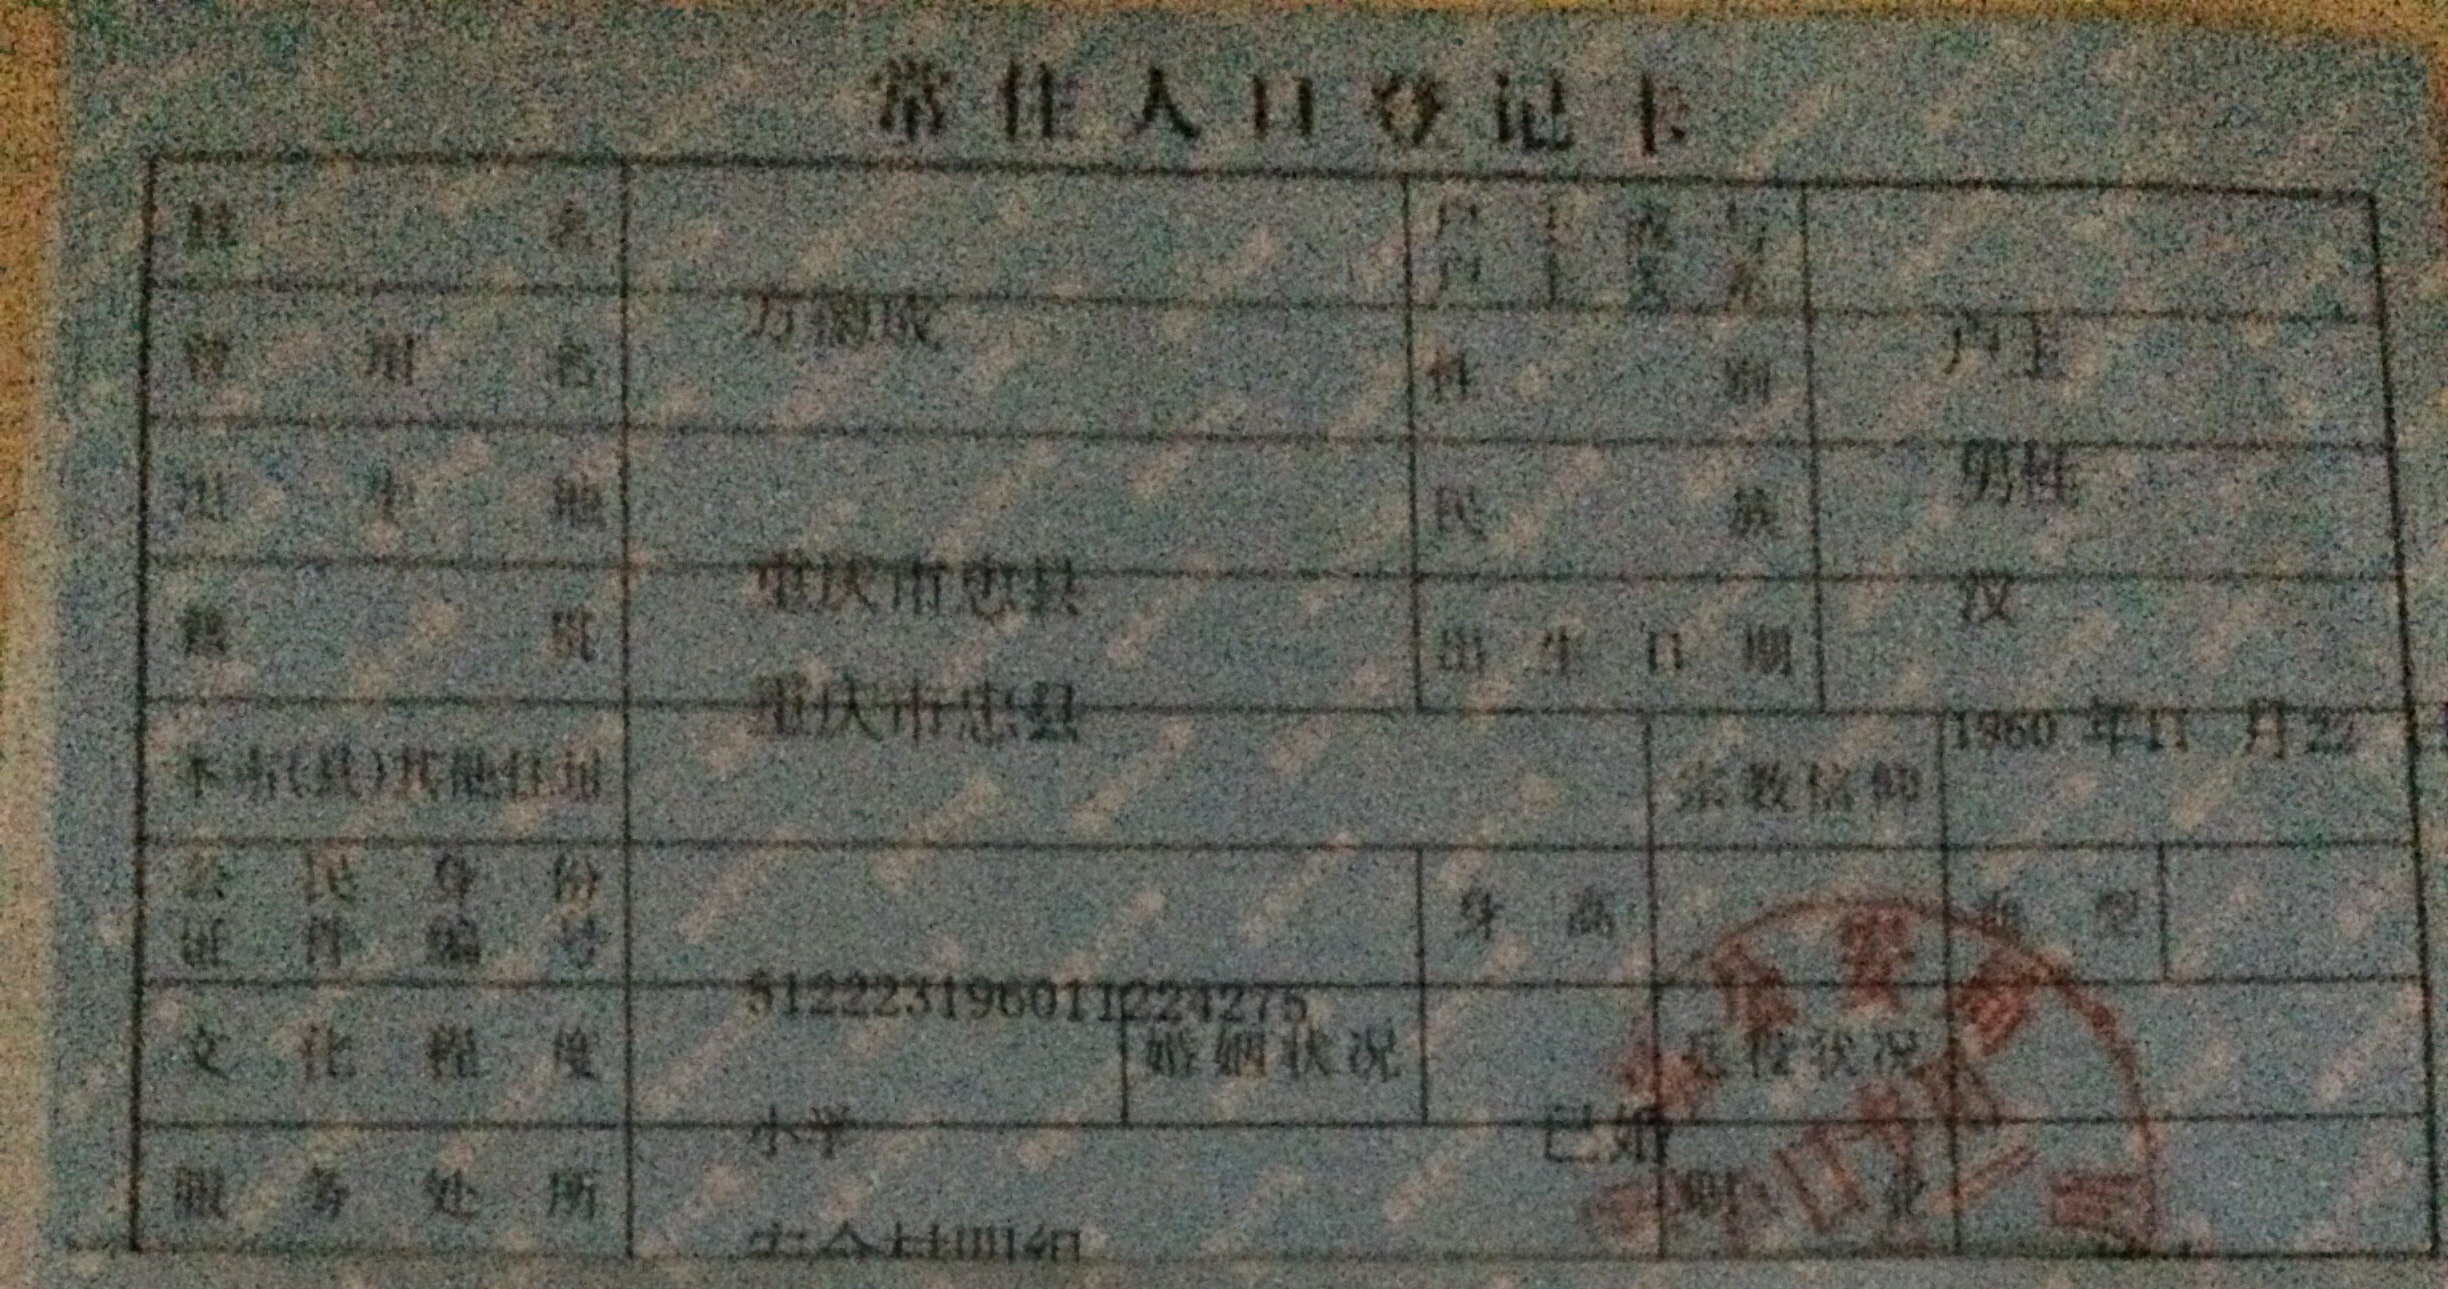 常住人口登记卡
姓名 户主或与
户主关系
万 户主
曾用名 性别
男性
出生地 民族
重庆市忠县 汉
籍贯 出生日期
重庆市忠县 1960 年11 月22
本市(县)其他住址 宗教信仰
公民身份
证件编号 身高 血型
512223196011224275
文化程度 婚姻状况 兵役状况
小学 已婚
服务处所 职业